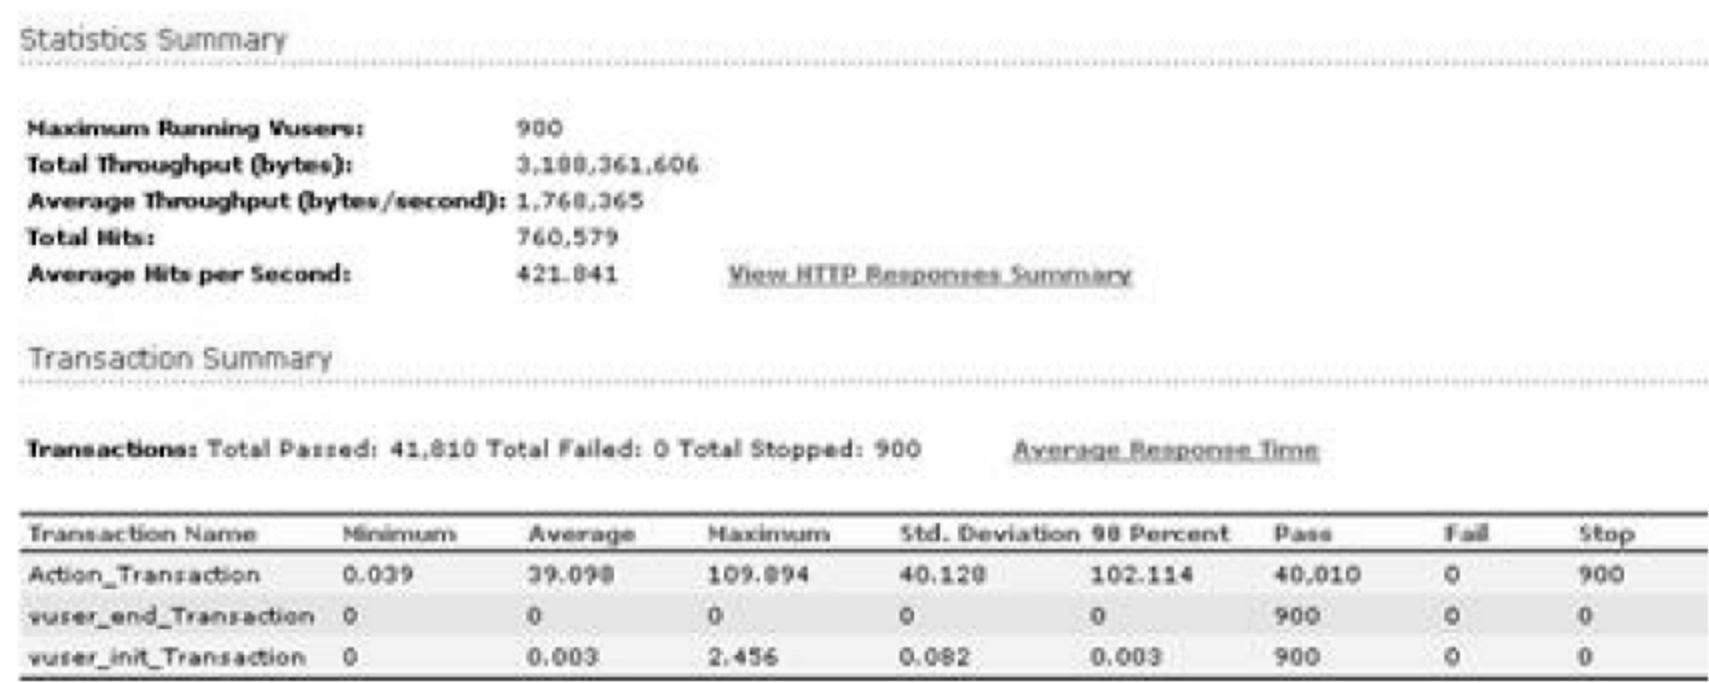 Statistics Summary
Maximum Running Vusers: 900
Total Throughput (bytes): 3,188,361,606
Average Throughput (bytes/second): 1,768,365
Total Hits: 760,579
Average Hits per Second: 421.841 View HTTP Responses Summary
Transaction Summary
Transactions: Total Passed: 41,810 Total Failed: 0 Total Stopped: 900 Average Response Time
Transaction Name Minimum Average Maximum Std. Deviation 90 Percent Pass Fail Stop
Action_Transaction 0.039 39.098 109.894 40.128 102.114 40,010 0 900
vuser_end_Transaction 0 0 0 0 0 900 0 0
vuser_init_Transaction 0 0.003 2.456 0.082 0.003 900 0 0